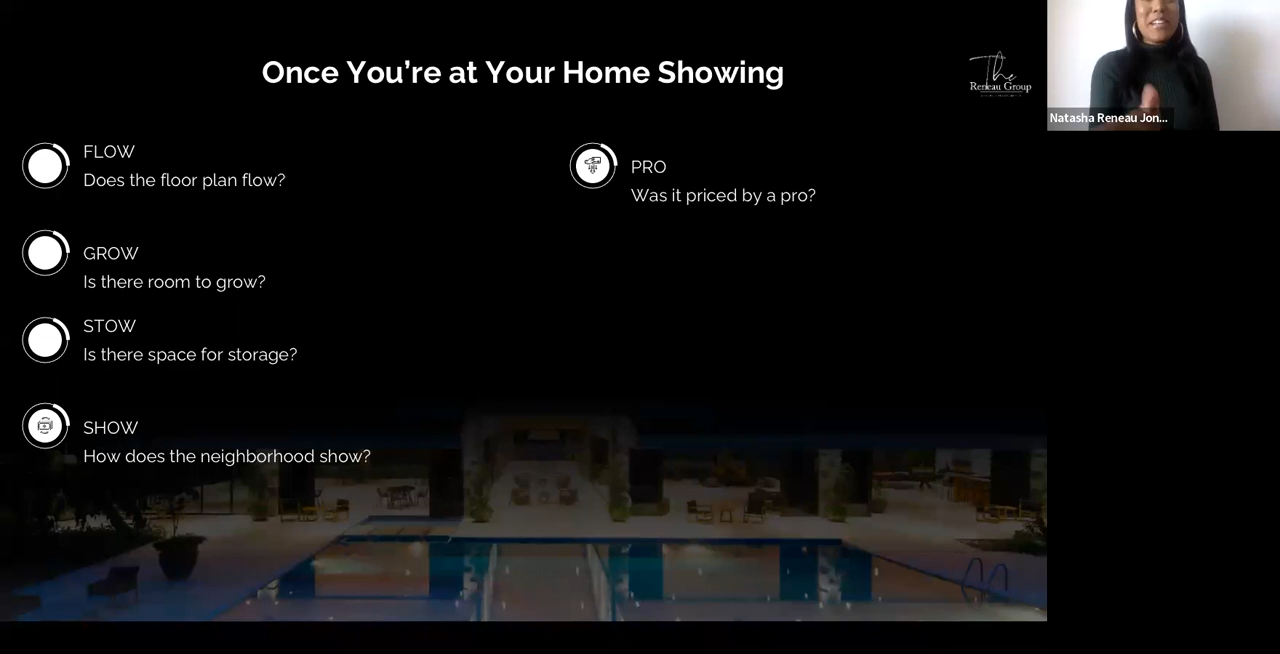 Once You’re at Your Home Showing
The
Reneau Group
Natasha Reneau Jon...
FLOW
Does the floor plan flow?
GROW
Is there room to grow?
STOW
Is there space for storage?
SHOW
How does the neighborhood show?
PRO
Was it priced by a pro?